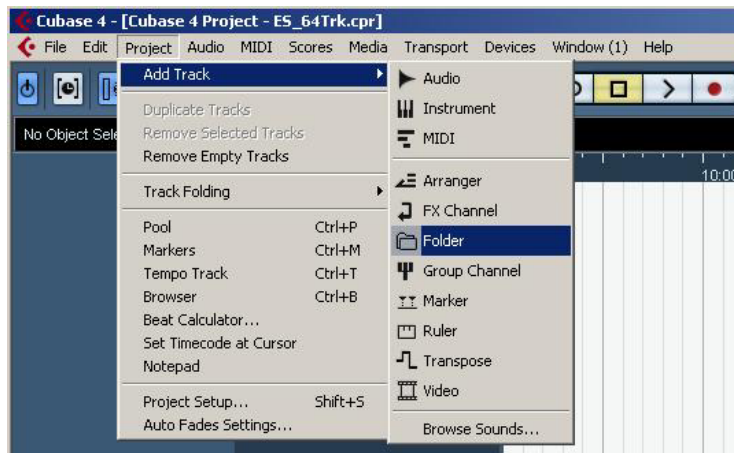 Cubase 4 - [Cubase 4 Project - ES_64Trk.cpr]
File Edit Project Audio MIDI Scores Media Transport Devices Window (1) Help
No Object Sele
Add Track
Duplicate Tracks
Remove Selected Tracks
Remove Empty Tracks
Track Folding
Pool Ctrl+P
Markers Ctrl+M
Tempo Track Ctrl+T
Browser Ctrl+B
Beat Calculator...
Set Timecode at Cursor
Notepad
Project Setup... Shift+S
Auto Fades Settings...
Audio
Instrument
MIDI
Arranger
FX Channel
Folder
Group Channel
Marker
Ruler
Transpose
Video
Browse Sounds...
10:00